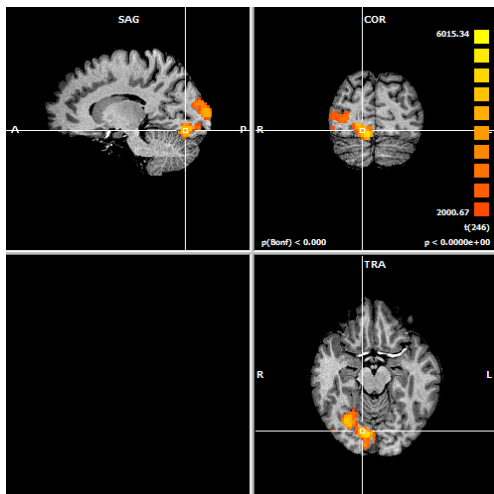 SAG
A
P
COR
R
6015.34
2000.67
t(246)
p(Bonf) < 0.000
p < 0.0000e+00
TRA
R
L